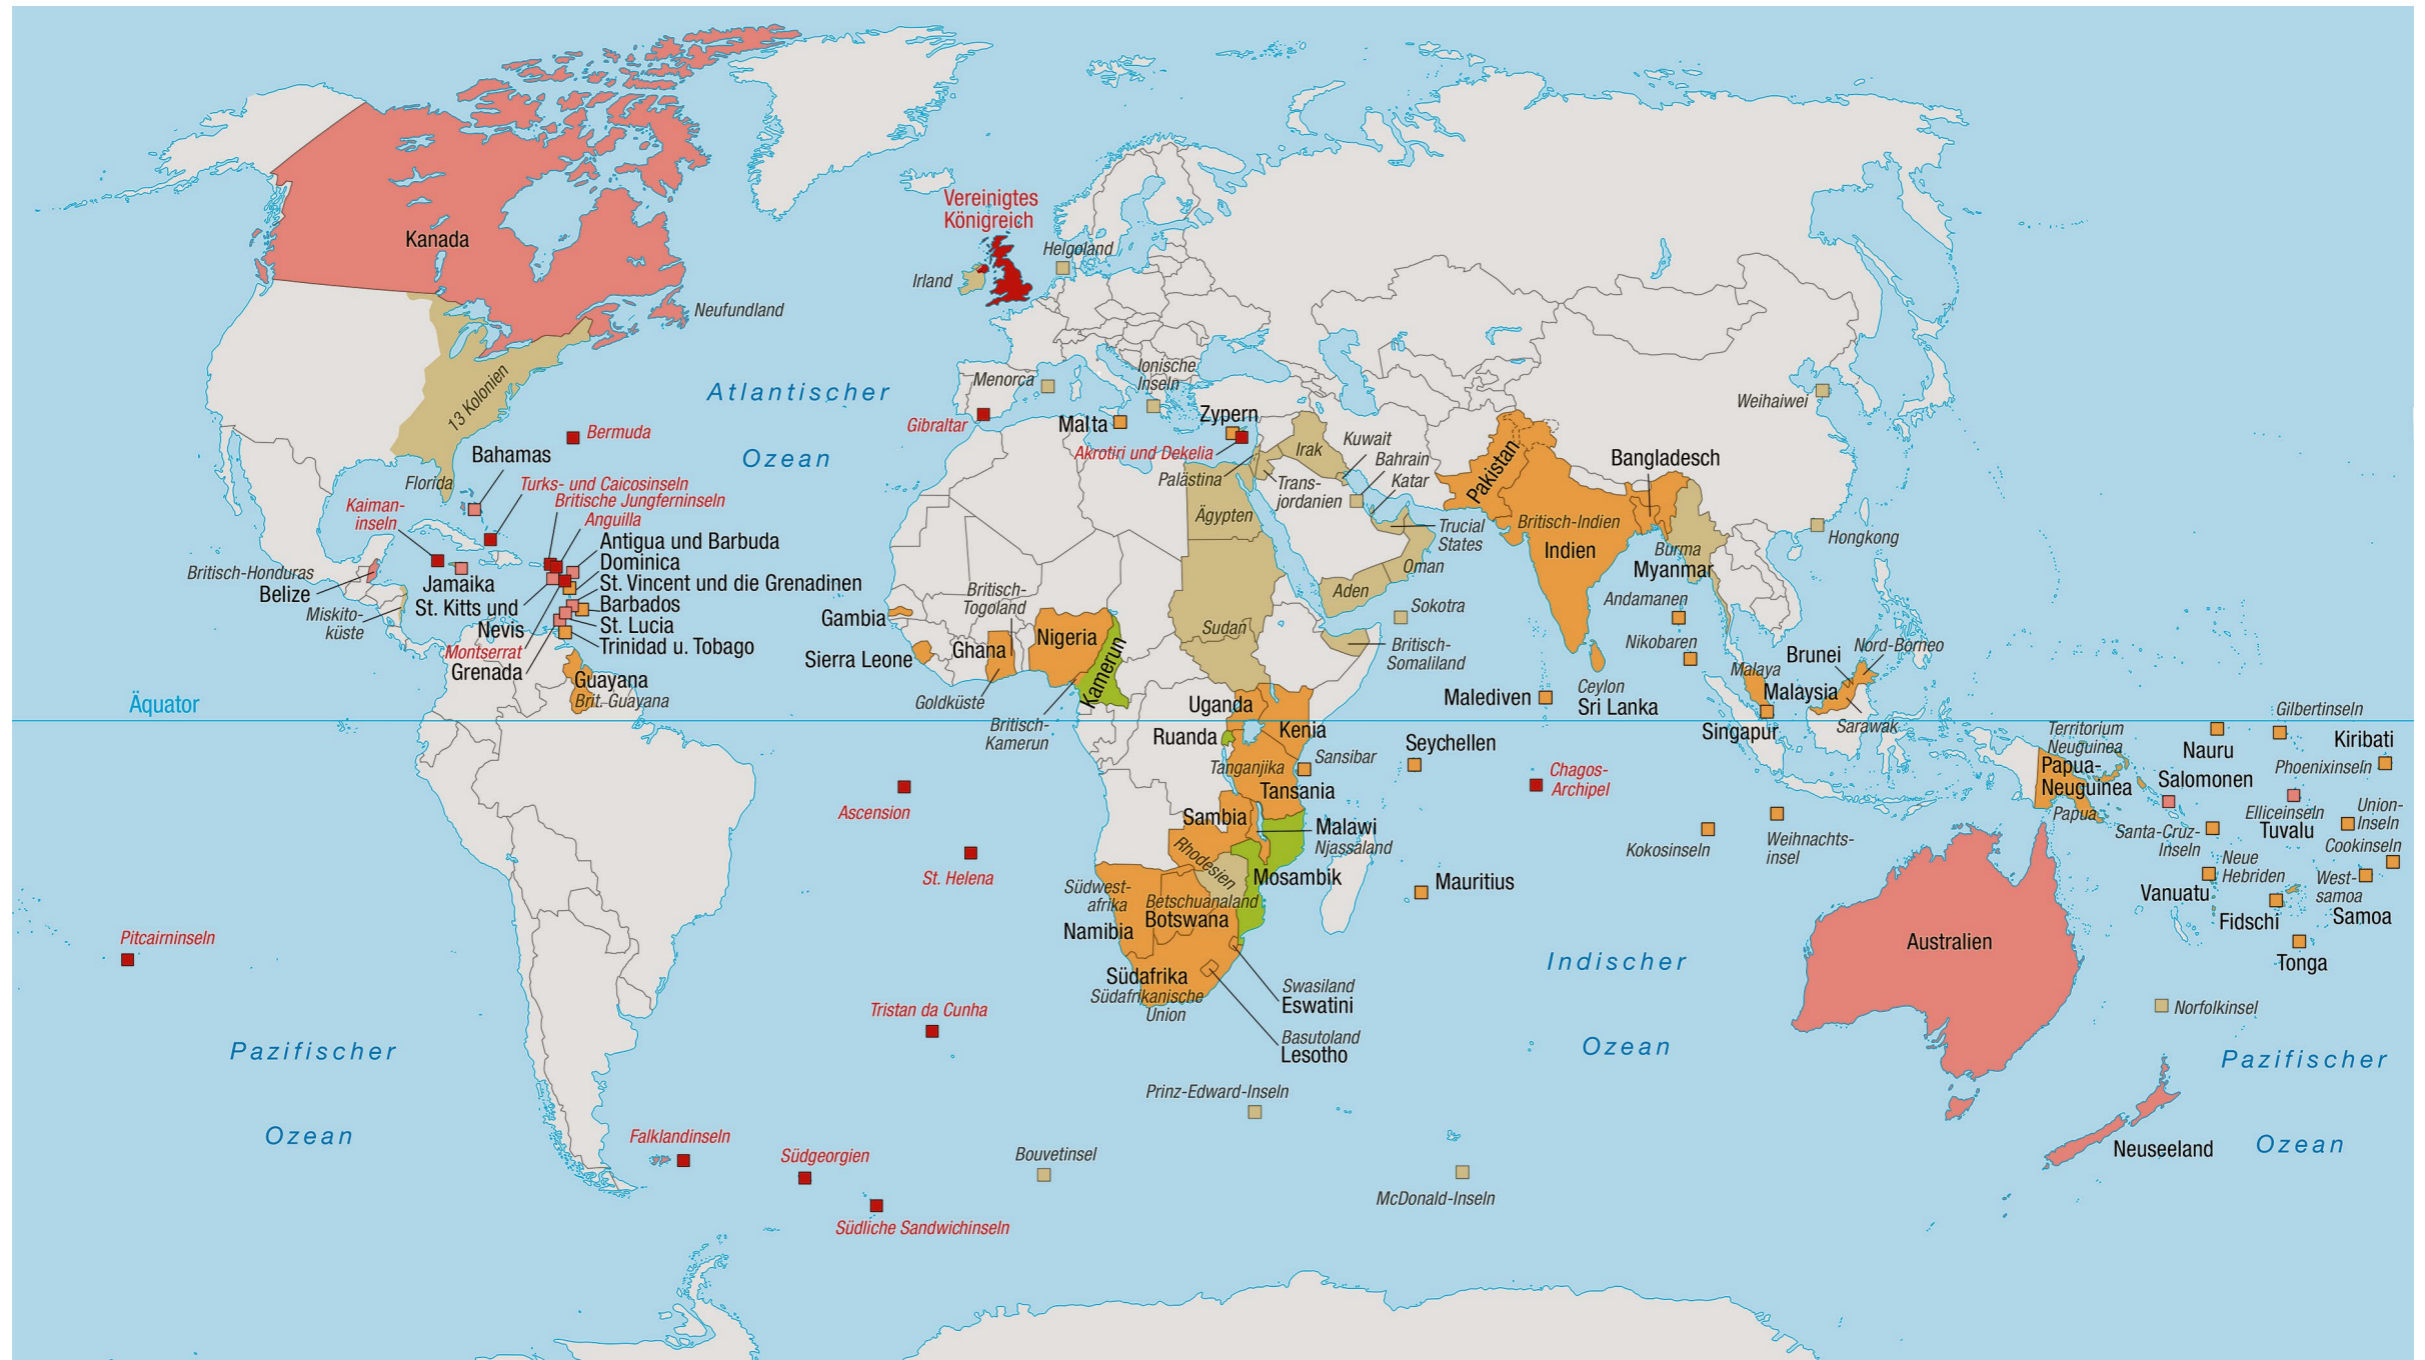 Vereinigtes
Königreich
Kanada
Helgoland
Irland
Neufundland
13 Kolonien
Atlantischer
Ozean
Ionische
Inseln
Menorca
Weihaiwei
Gibraltar
Malta
Zypern
Akrotiri und Dekelia
Bermuda
Bahamas
Florida
Turks- und Caicosinseln
Britische Jungferninseln
Anguilla
Kaiman-
inseln
Antigua und Barbuda
Dominica
St. Vincent und die Grenadinen
Barbados
St. Lucia
Trinidad u. Tobago
Jamaika
St. Kitts und
Nevis
Montserrat
Grenada
Britisch-Honduras
Belize
Miskito-
küste
Guayana
Brit. Guayana
Äquator
Irak
Kuwait
Bahrain
Katar
Palästina
Trans-
jordanien
Ägypten
Trucial
States
Oman
Aden
Sokotra
Sudan
Britisch-
Somaliland
Pakistan
Bangladesch
Britisch-Indien
Indien
Burma
Myanmar
Hongkong
Andamanen
Nikobaren
Malediven
Ceylon
Sri Lanka
Malaya
Brunei
Nord-Borneo
Malaysia
Singapur
Sarawak
Gambia
Sierra Leone
Britisch-
Togoland
Ghana
Goldküste
Nigeria
Kamerun
Britisch-
Kamerun
Uganda
Ruanda
Kenia
Sansibar
Tanganjika
Tansania
Seychellen
Sambia
Malawi
Njassaland
Rhodesien
Mosambik
Südwest-
afrika
Namibia
Betschuanaland
Botswana
Südafrika
Südafrikanische
Union
Swasiland
Eswatini
Basutoland
Lesotho
Mauritius
Chagos-
Archipel
Kokosinseln
Weihnachts-
insel
Territorium
Neuguinea
Papua-
Neuguinea
Papua
Nauru
Gilbertinseln
Kiribati
Phoenixinseln
Salomonen
Elliceinseln
Tuvalu
Union-
Inseln
Cookinseln
Santa-Cruz-
Inseln
Neue
Hebriden
Vanuatu
Fidschi
West-
samoa
Samoa
Tonga
Australien
Norfolkinsel
Neuseeland
Ascension
St. Helena
Tristan da Cunha
Pitcairninseln
Pazifischer
Ozean
Indischer
Ozean
Pazifischer
Ozean
Prinz-Edward-Inseln
Bouvetinsel
McDonald-Inseln
Falklandinseln
Südgeorgien
Südliche Sandwichinseln